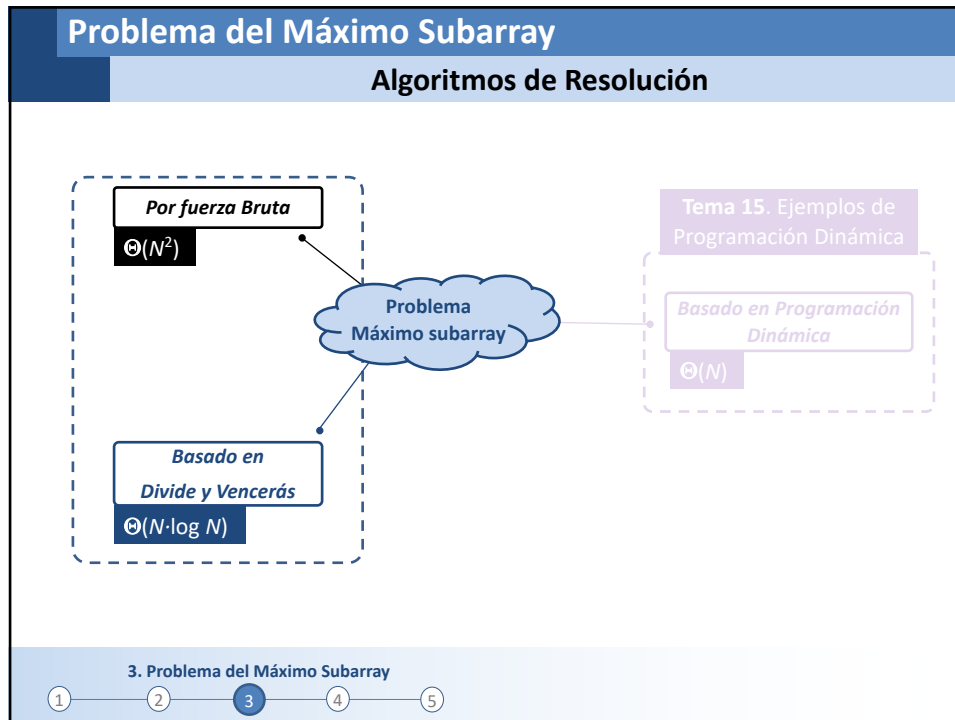 Problema del Máximo Subarray
Algoritmos de Resolución
Por fuerza Bruta
Θ(N²)
Problema
Máximo subarray
Basado en
Divide y Vencerás
Θ(N·log N)
Tema 15. Ejemplos de
Programación Dinámica
Basado en Programación
Dinámica
Θ(N)
3. Problema del Máximo Subarray
1 2 3 4 5